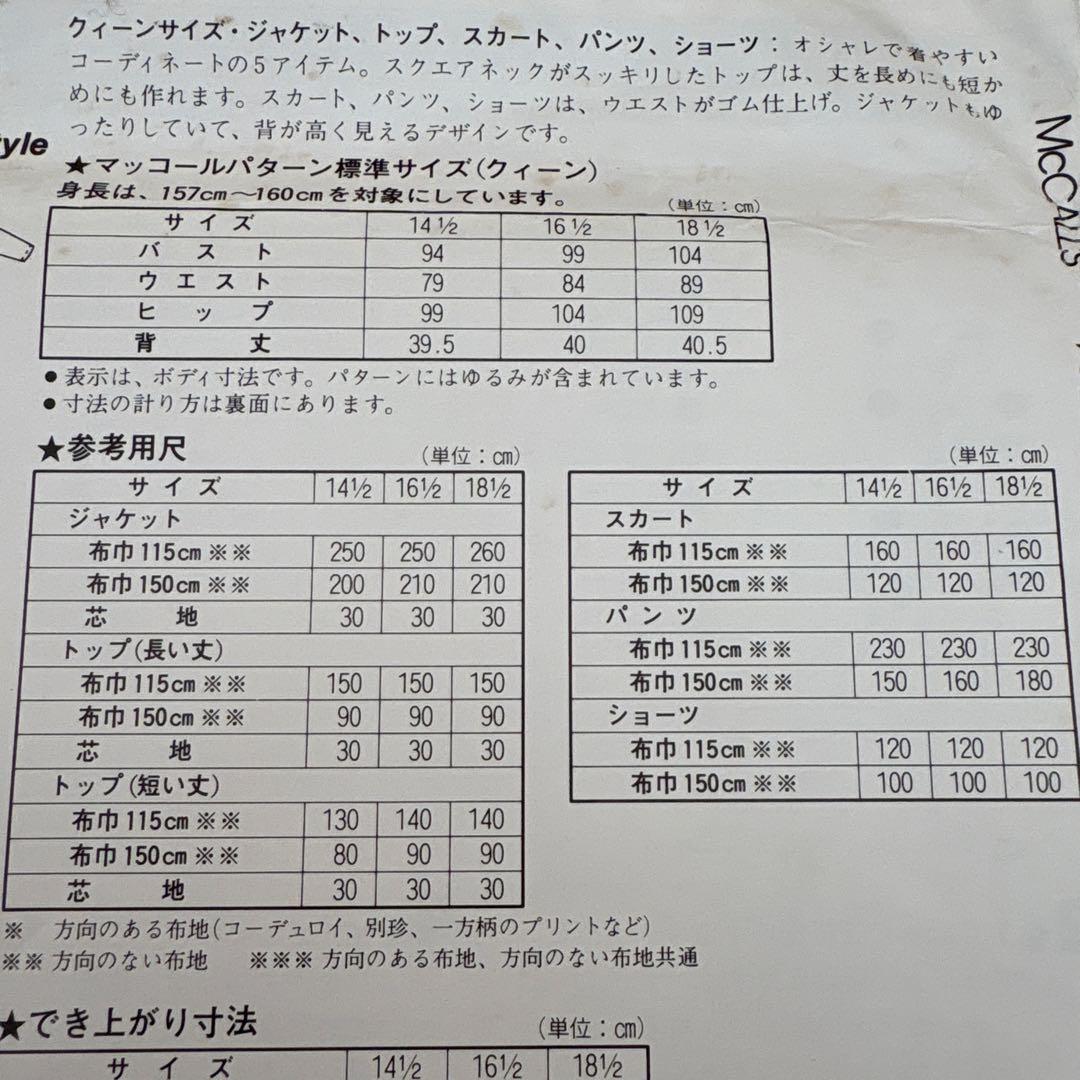 クィーンサイズ・ジャケット、トップ、スカート、パンツ、ショーツ：オシャレで着やすい
コーディネートの5アイテム。スクエアネックがスッキリしたトップは、丈を長めにも短か
めにも作れます。スカート、パンツ、ショーツは、ウエストがゴム仕上げ。ジャケットもゆ
ったりしていて、背が高く見えるデザインです。
yle
McCALLS
★マッコールパターン標準サイズ(クィーン)
身長は、157cm〜160cmを対象にしています。
(単位：cm)
サイズ 14½ 16½ 18½
バスト 94 99 104
ウエスト 79 84 89
ヒップ 99 104 109
背丈 39.5 40 40.5
●表示は、ボディ寸法です。パターンにはゆるみが含まれています。
●寸法の計り方は裏面にあります。
★参考用尺 (単位：cm)
サイズ 14½ 16½ 18½
ジャケット
布巾115cm※※ 250 250 260
布巾150cm※※ 200 210 210
芯地 30 30 30
トップ(長い丈)
布巾115cm※※ 150 150 150
布巾150cm※※ 90 90 90
芯地 30 30 30
トップ(短い丈)
布巾115cm※※ 130 140 140
布巾150cm※※ 80 90 90
芯地 30 30 30
(単位：cm)
サイズ 14½ 16½ 18½
スカート
布巾115cm※※ 160 160 160
布巾150cm※※ 120 120 120
パンツ
布巾115cm※※ 230 230 230
布巾150cm※※ 150 160 180
ショーツ
布巾115cm※※ 120 120 120
布巾150cm※※ 100 100 100
※ 方向のある布地(コーデュロイ、別珍、一方柄のプリントなど)
※※方向のない布地 ※※※方向のある布地、方向のない布地共通
★でき上がり寸法 (単位：cm)
サイズ 14½ 16½ 18½